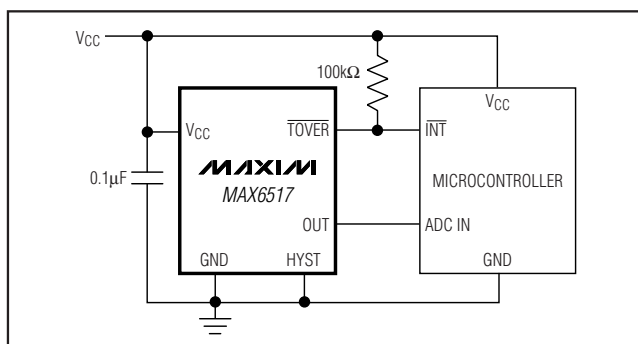 VCC
100kΩ
VCC
VCC
TOVER
INT
MAXIM
MAX6517
MICROCONTROLLER
0.1µF
OUT
ADC IN
GND
HYST
GND